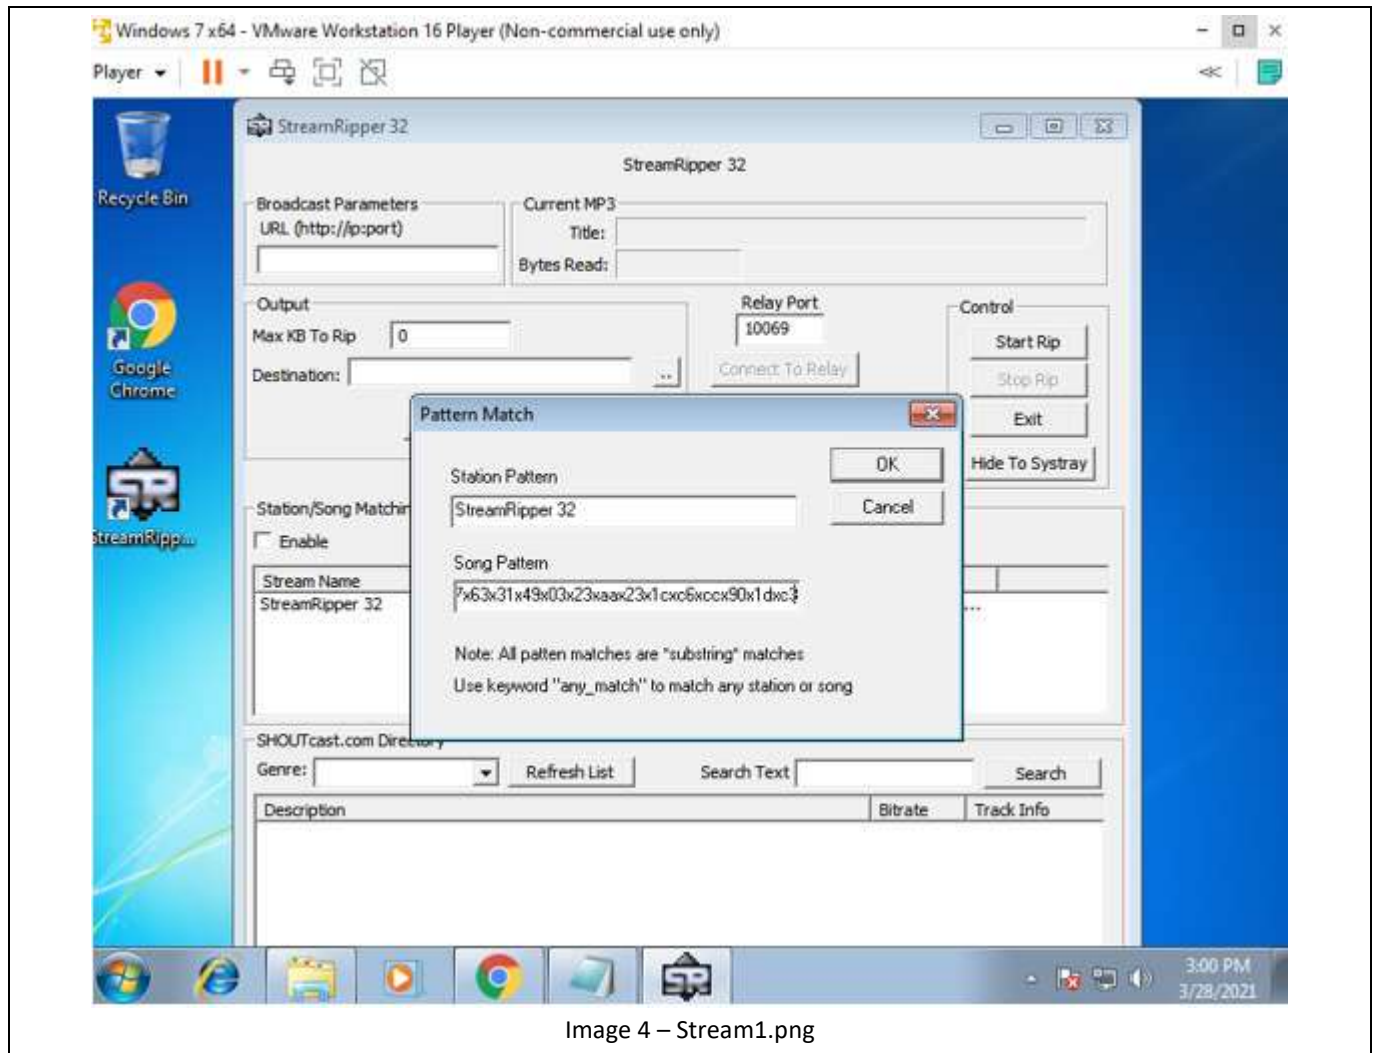 Windows 7 x64 - VMware Workstation 16 Player (Non-commercial use only)
Player
StreamRipper 32
StreamRipper 32
Recycle Bin
Broadcast Parameters
URL (http://ip:port)
Current MP3
Title:
Bytes Read:
Output
Max KB To Rip 0
Destination:
..
Relay Port
10069
Connect To Relay
Control
Start Rip
Stop Rip
Exit
Hide To Systray
Google
Chrome
StreamRipp...
Pattern Match
Station Pattern
StreamRipper 32
OK
Cancel
Song Pattern
7x63x31x49x03x23xaax23x1cxc6xccx90x1dxc3
Note: All patten matches are "substring" matches
Use keyword "any_match" to match any station or song
Station/Song Matchin
Enable
Stream Name
StreamRipper 32
...
SHOUTcast.com Directory
Genre:
Refresh List
Search Text
Search
Description Bitrate Track Info
3:00 PM
3/28/2021
Image 4 – Stream1.png